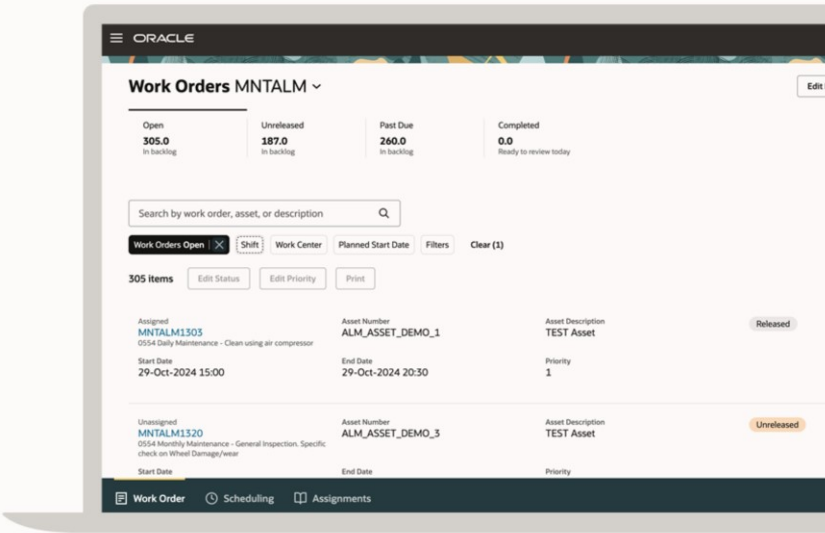 ORACLE
Work Orders MNTALM
Edit
Open
Unreleased
Past Due
Completed
305.0
187.0
260.0
0.0
In backlog
In backlog
In backlog
Ready to review today
Search by work order, asset, or description
Work Orders Open
Shift
Work Center
Planned Start Date
Filters
Clear (1)
305 items
Edit Status
Edit Priority
Print
Assigned
Asset Number
Asset Description
MNTALM1303
ALM_ASSET_DEMO_1
TEST Asset
Released
0554 Daily Maintenance - Clean using air compressor
Start Date
End Date
Priority
29-Oct-2024 15:00
29-Oct-2024 20:30
1
Unassigned
Asset Number
Asset Description
MNTALM1320
ALM_ASSET_DEMO_3
TEST Asset
Unreleased
0554 Monthly Maintenance - General Inspection. Specific
check on Wheel Damage/wear
Start Date
End Date
Priority
Work Order
Scheduling
Assignments